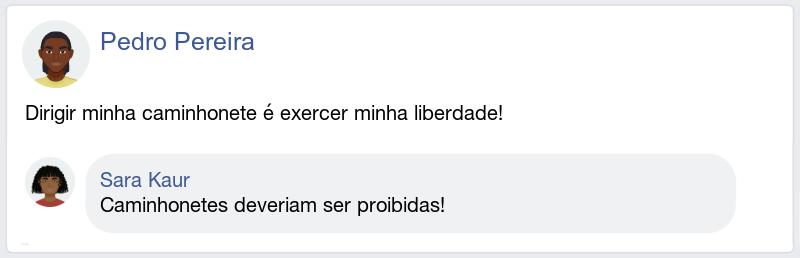 Pedro Pereira
Dirigir minha caminhonete é exercer minha liberdade!
Sara Kaur
Caminhonetes deveriam ser proibidas!